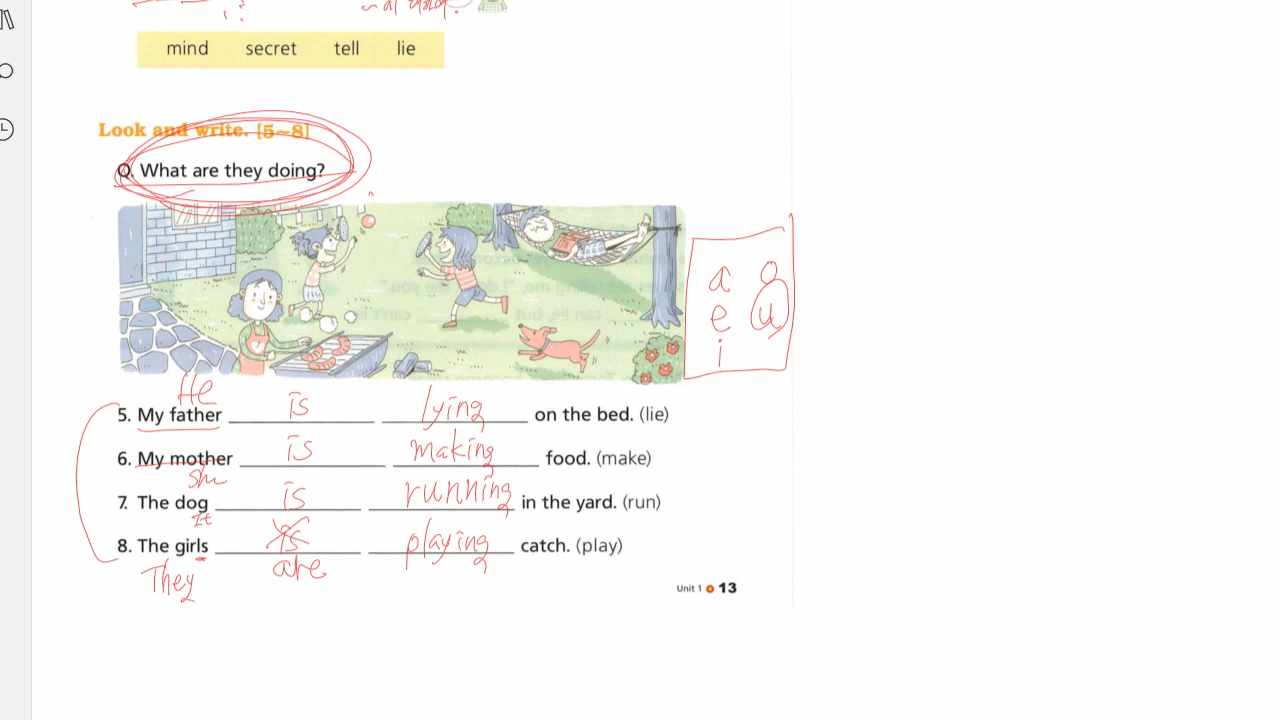 mind secret tell lie
Look and write. [5~8]
Q. What are they doing?
a o
e u
i
He
5. My father is lying on the bed. (lie)
6. My mother is making food. (make)
She
7. The dog is running in the yard. (run)
It
8. The girls is playing catch. (play)
They are
Unit 1 13